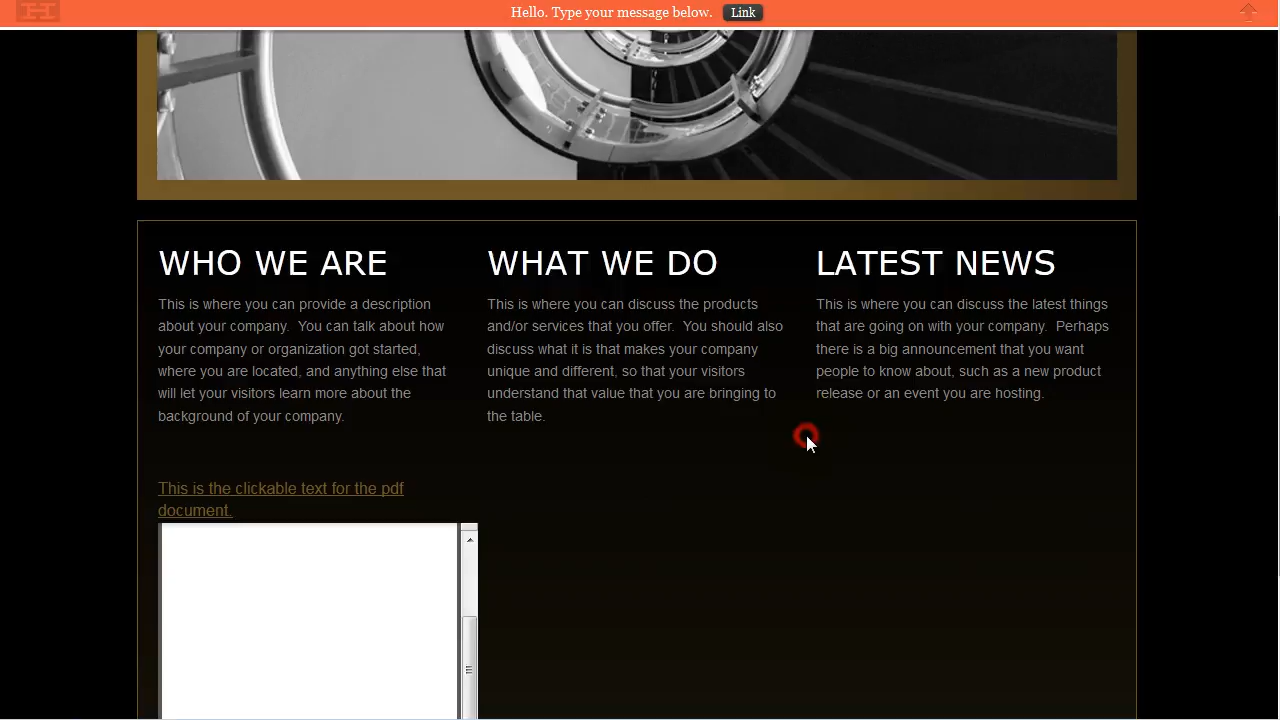 Hello. Type your message below. Link
WHO WE ARE
This is where you can provide a description
about your company.  You can talk about how
your company or organization got started,
where you are located, and anything else that
will let your visitors learn more about the
background of your company.
WHAT WE DO
This is where you can discuss the products
and/or services that you offer.  You should also
discuss what it is that makes your company
unique and different, so that your visitors
understand that value that you are bringing to
the table.
LATEST NEWS
This is where you can discuss the latest things
that are going on with your company.  Perhaps
there is a big announcement that you want
people to know about, such as a new product
release or an event you are hosting.
This is the clickable text for the pdf
document.